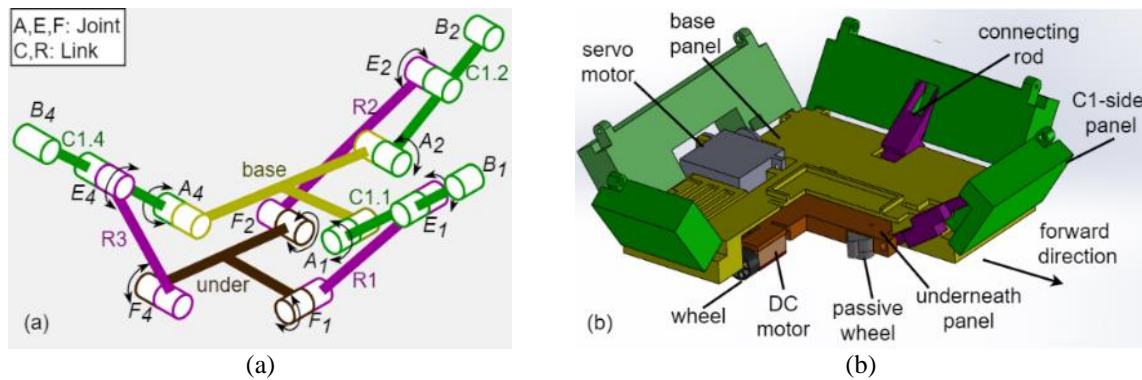 A,E,F: Joint
C,R: Link
B2
E2
C1.2
R2
B4
C1.4
A2
B1
base
A4
E4
C1.1
F2
E1
R3
A1
R1
under
F4
F1
(a)
base
panel
servo
motor
connecting
rod
C1-side
panel
forward
direction
wheel
DC
motor
passive
wheel
underneath
panel
(b)
(a)
(b)